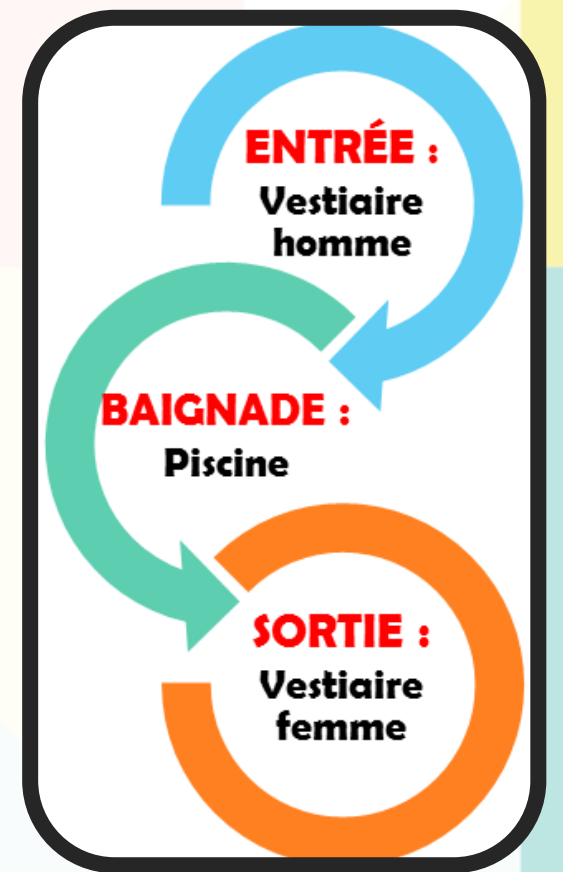 ENTRÉE :
Vestiaire
homme
BAIGNADE :
Piscine
SORTIE :
Vestiaire
femme